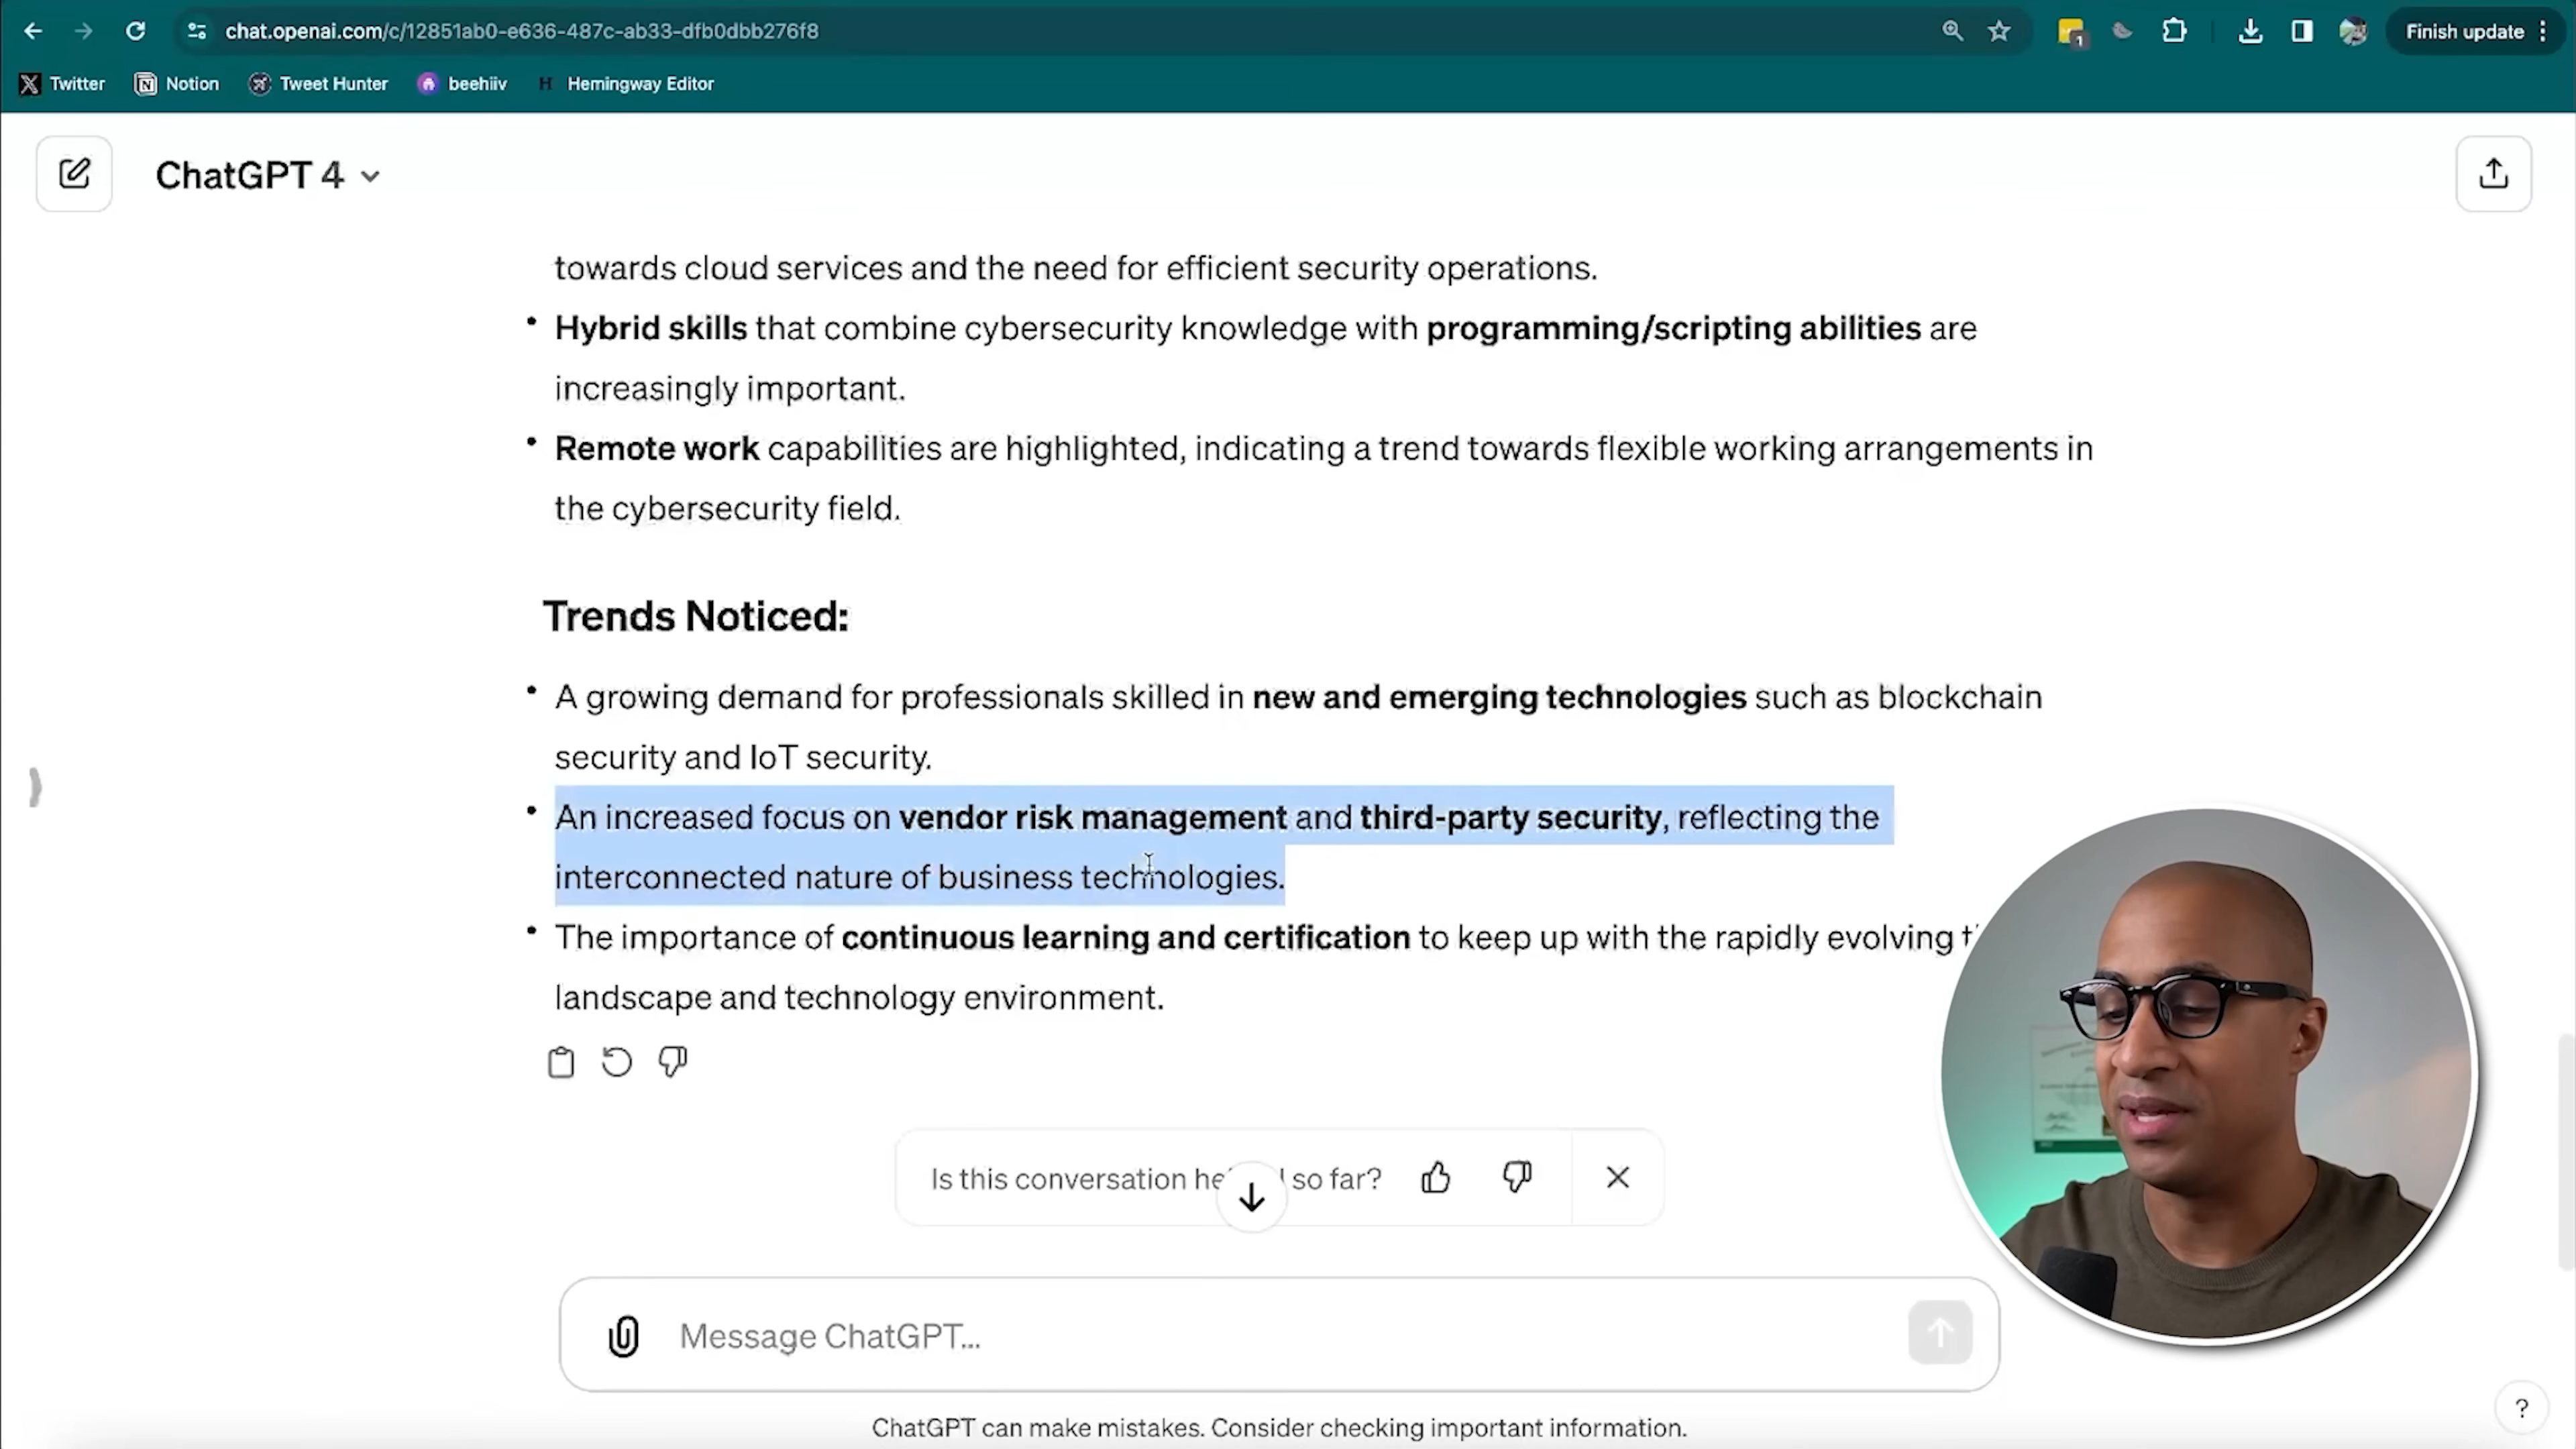 chat.openai.com/c/12851ab0-e636-487c-ab33-dfb0dbb276f8
1
Finish update
Twitter
Notion
Tweet Hunter
beehiiv
H Hemingway Editor
ChatGPT 4
towards cloud services and the need for efficient security operations.
• Hybrid skills that combine cybersecurity knowledge with programming/scripting abilities are
increasingly important.
• Remote work capabilities are highlighted, indicating a trend towards flexible working arrangements in
the cybersecurity field.
Trends Noticed:
• A growing demand for professionals skilled in new and emerging technologies such as blockchain
security and IoT security.
• An increased focus on vendor risk management and third-party security, reflecting the
interconnected nature of business technologies.
• The importance of continuous learning and certification to keep up with the rapidly evolving
landscape and technology environment.
Is this conversation so far?
Message ChatGPT...
ChatGPT can make mistakes. Consider checking important information.
?